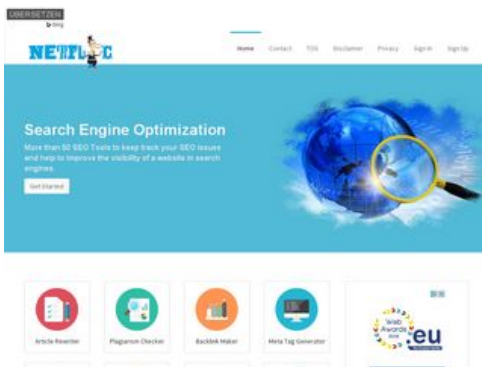 ÜBERSETZEN
bing
Home Contact TOS Disclaimer Privacy Sign In Sign Up
Search Engine Optimization
More than 50 SEO Tools to keep track your SEO issues
and help to improve the visibility of a website in search
engines.
Get Started
Article Rewriter Plagiarism Checker Backlink Maker Meta Tag Generator
Web
Awards
.eu